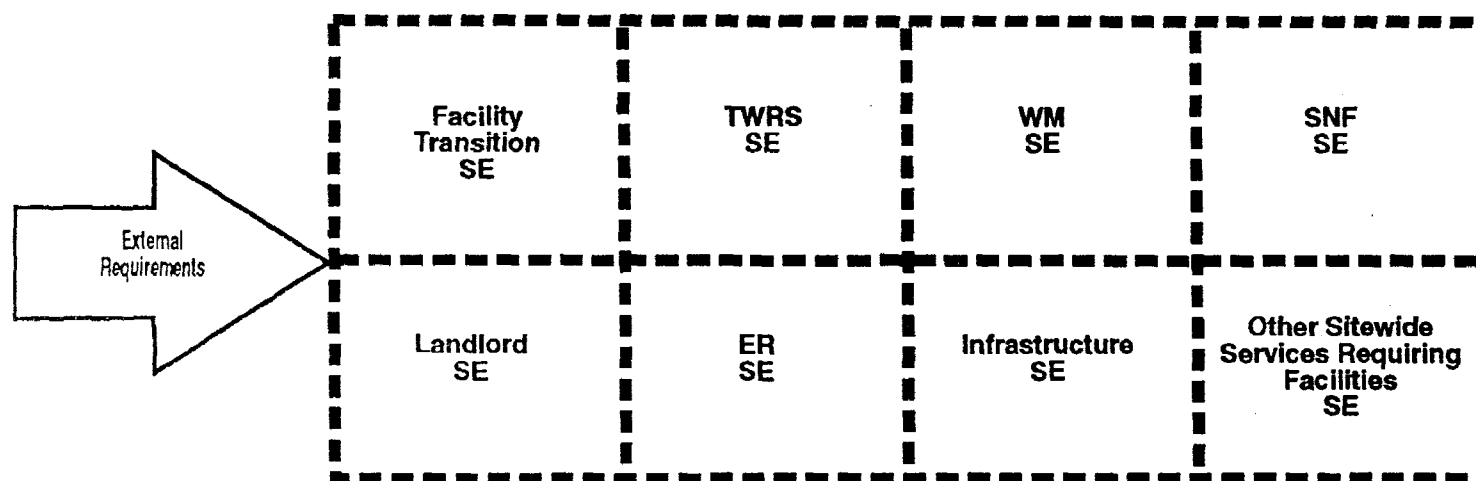 External
Requirements
Facility
Transition
SE
TWRS
SE
WM
SE
SNF
SE
Landlord
SE
ER
SE
Infrastructure
SE
Other Sitewide
Services Requiring
Facilities
SE